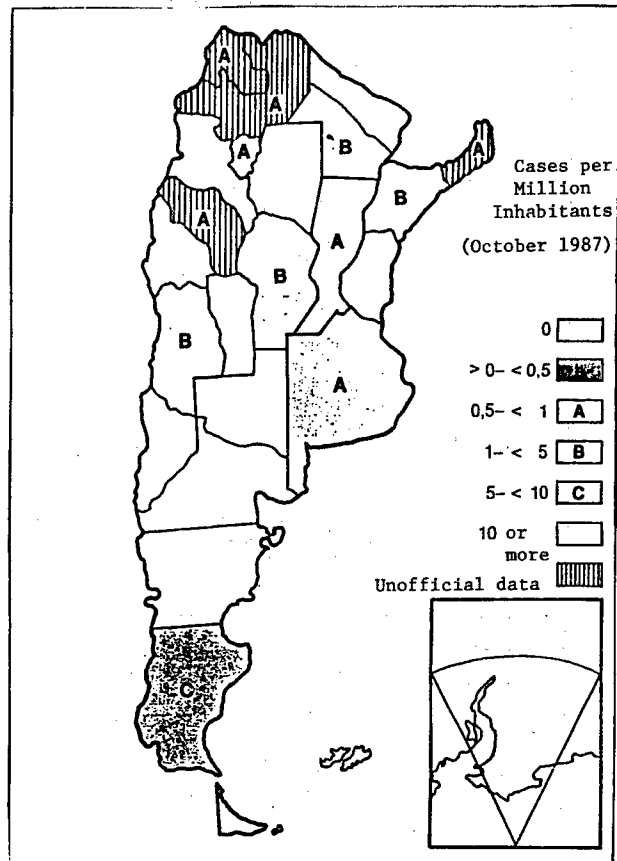 A
A
A
B
A
B
A
A
B
B
A
C
Cases per
Million
Inhabitants
(October 1987)
0
> 0- < 0,5
0,5- < 1 A
1- < 5 B
5- < 10 C
10 or
more
Unofficial data